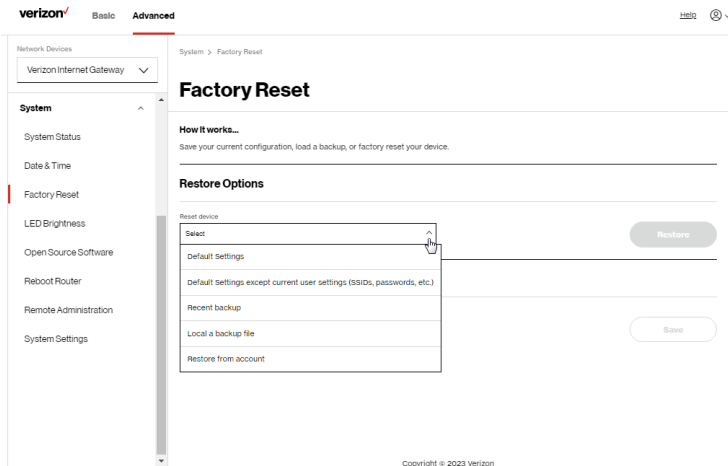 verizon
Basic
Advanced
Help
Network Devices
Verizon Internet Gateway
System
System Status
Date & Time
Factory Reset
LED Brightness
Open Source Software
Reboot Router
Remote Administration
System Settings
System > Factory Reset
Factory Reset
How it works...
Save your current configuration, load a backup, or factory reset your device.
Restore Options
Reset device
Select
Restore
Default Settings
Default Settings except current user settings (SSIDs, passwords, etc.)
Recent backup
Local a backup file
Restore from account
Save
Copyright © 2023 Verizon